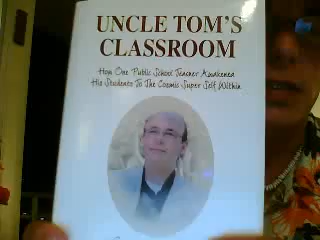 UNCLE TOM'S
CLASSROOM
How One Public School Teacher Awakened
His Students To The Cosmic Super Self Within